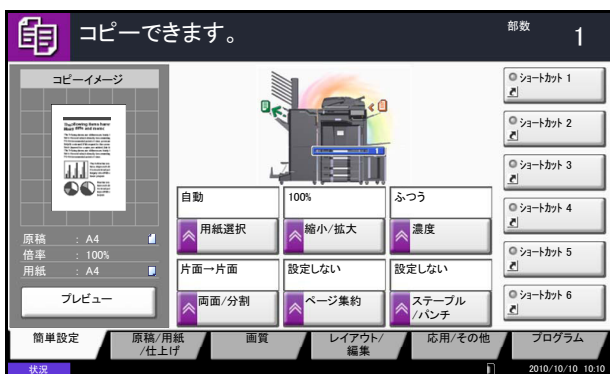 コピーできます。
部数
1
コピーイメージ
原稿 : A4
倍率 : 100%
用紙 : A4
プレビュー
1
自動
用紙選択
100%
縮小/拡大
ふつう
濃度
片面→片面
両面/分割
設定しない
ページ集約
設定しない
ステープル
/パンチ
ショートカット 1
ショートカット 2
ショートカット 3
ショートカット 4
ショートカット 5
ショートカット 6
簡単設定
原稿/用紙
/仕上げ
画質
レイアウト/
編集
応用/その他
プログラム
状況
2010/10/10 10:10